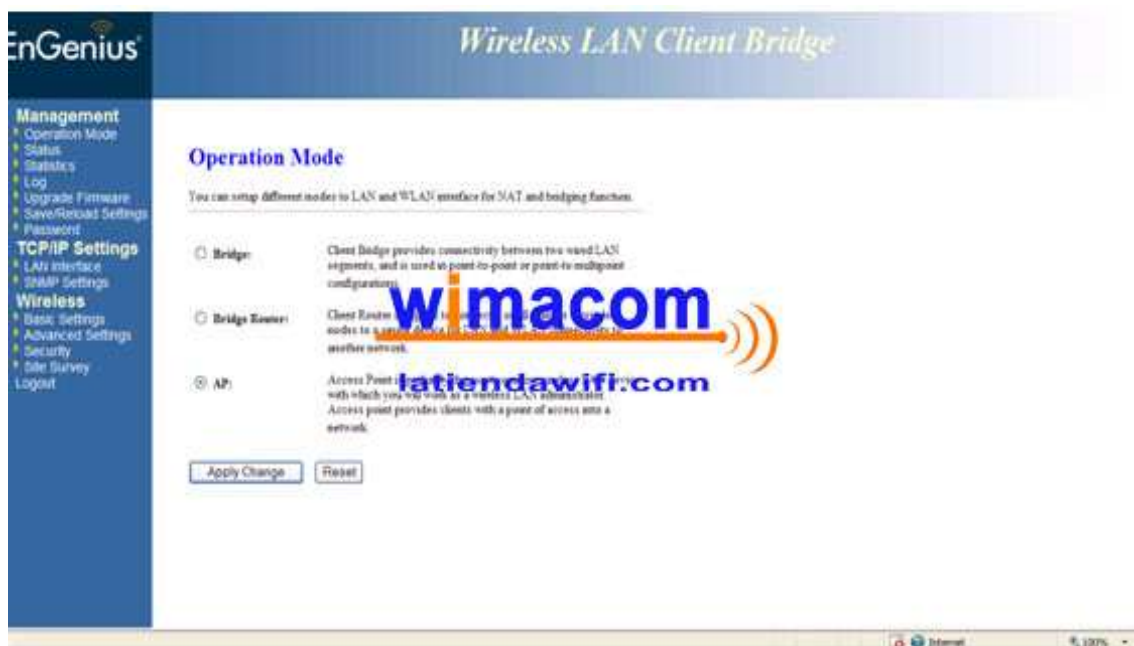 EnGenius
Wireless LAN Client Bridge
Management
Operation Mode
Status
Statistics
Log
Upgrade Firmware
Save/Reload Settings
Password
TCP/IP Settings
LAN Interface
SNMP Settings
Wireless
Basic Settings
Advanced Settings
Security
Site Survey
Logout
Operation Mode
You can setup different modes to LAN and WLAN interface for NAT and bridging function.
Bridge:
Client Bridge provides connectivity between two wired LAN
segments, and is used in point-to-point or point-to-multipoint
configurations.
Bridge Router:
Client Router
nodes to a
another network.
AP:
Access Point
with which you will work as a wireless LAN administrator.
Access point provides clients with a point of access into a
network.
Apply Change
Reset
wimacom
latiendawifi.com
Internet
100%